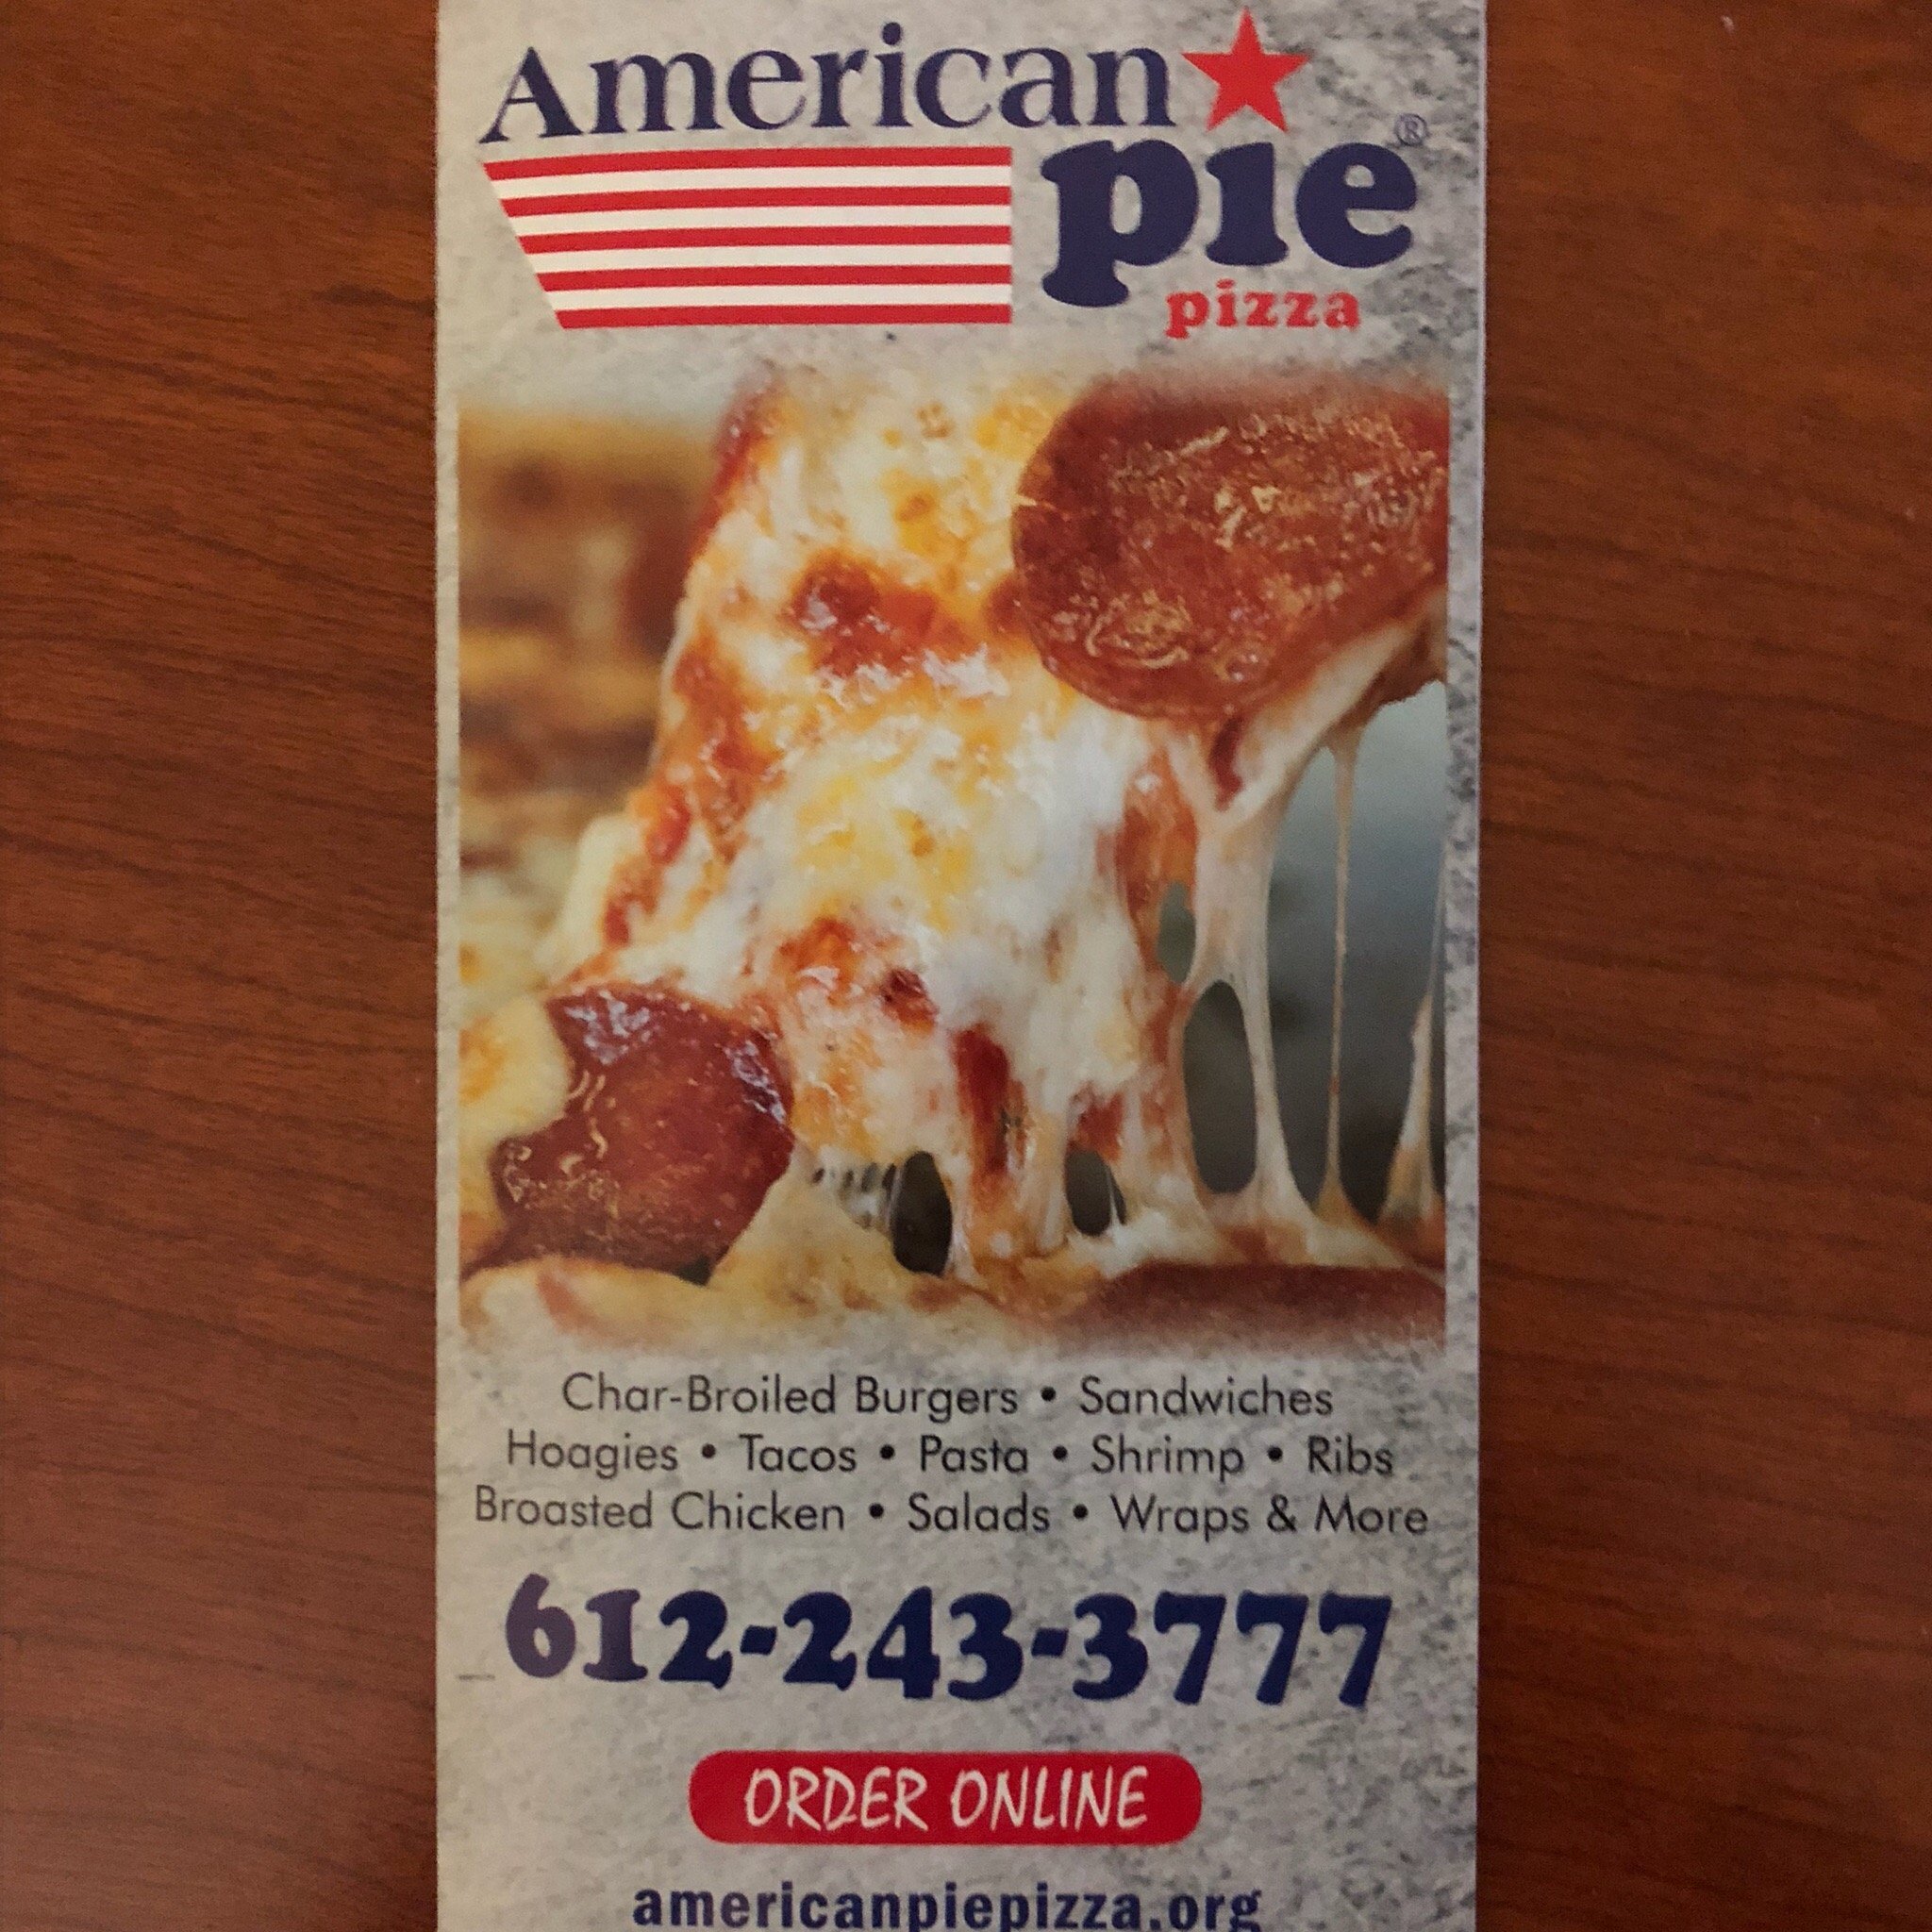 American
pie®
pizza
Char-Broiled Burgers • Sandwiches
Hoagies • Tacos • Pasta • Shrimp • Ribs
Broasted Chicken • Salads • Wraps & More
612-243-3777
ORDER ONLINE
americanpiepizza.org